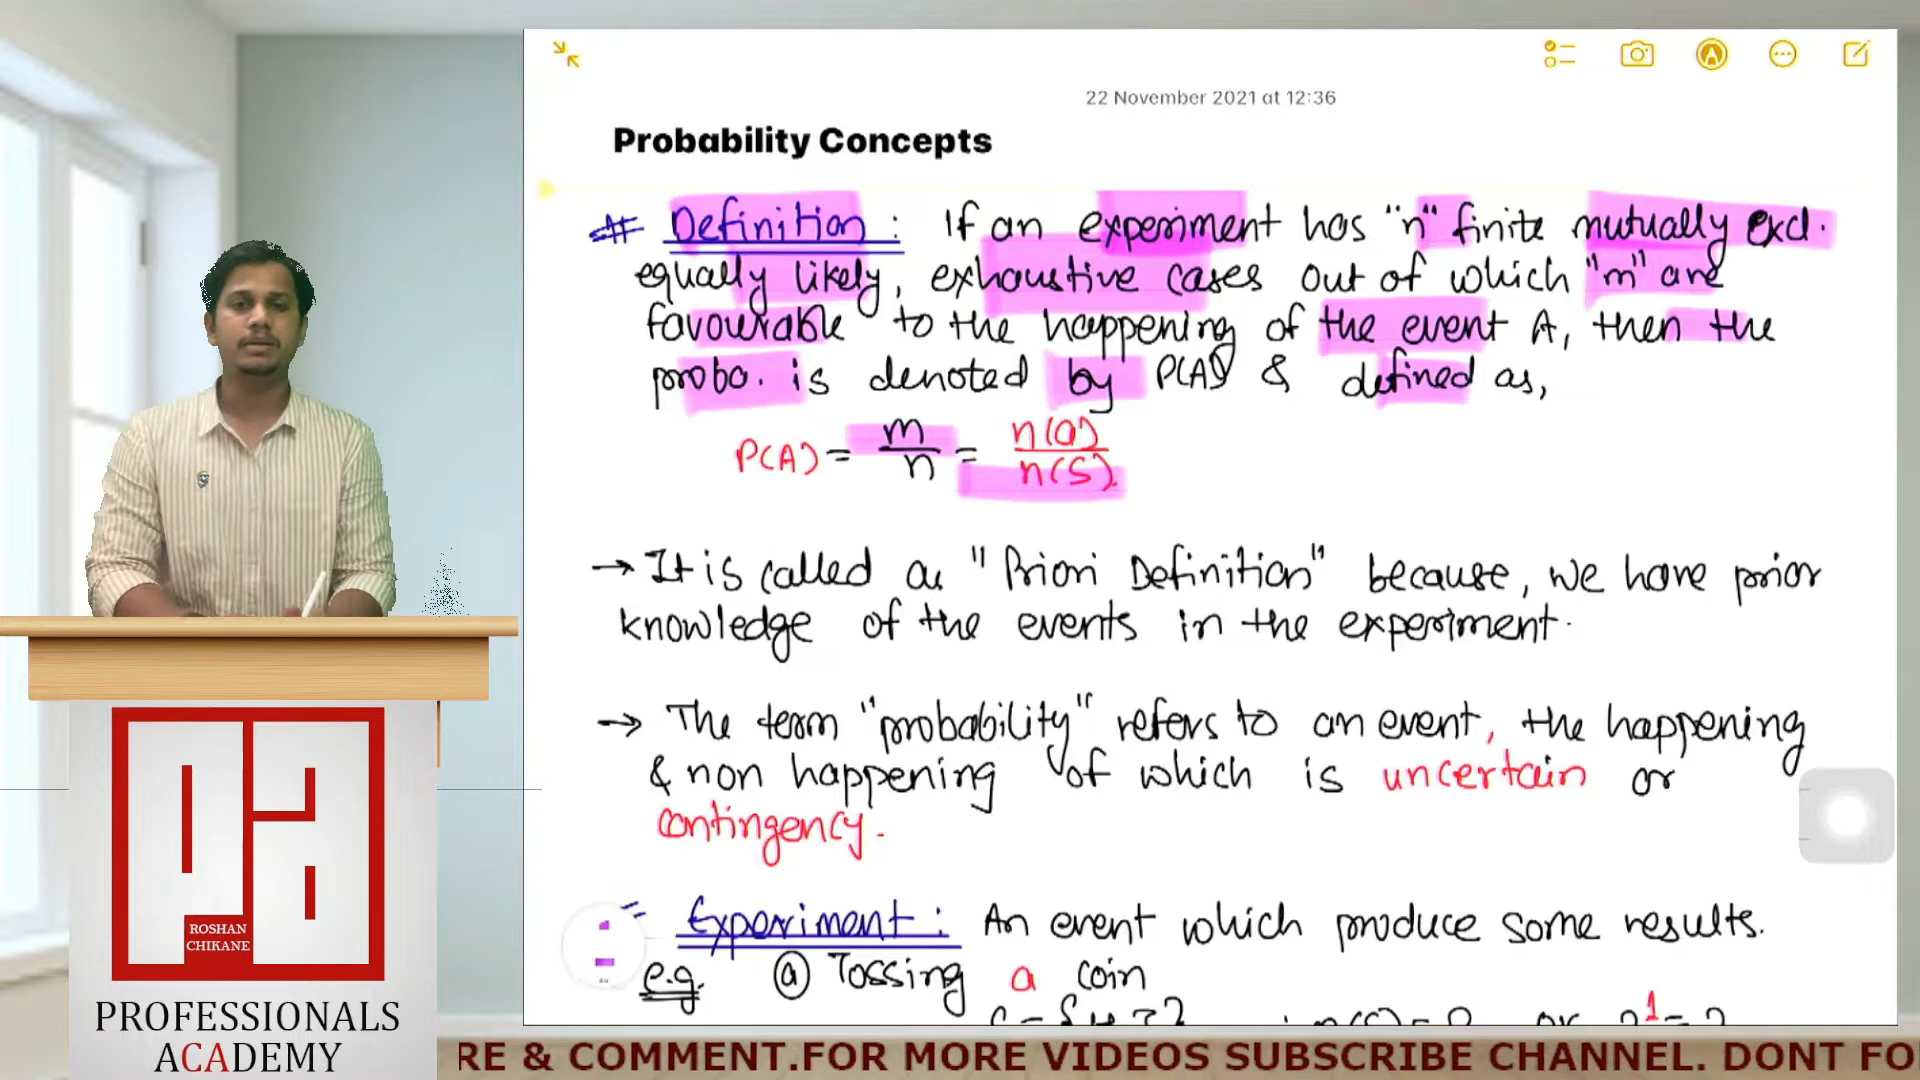 22 November 2021 at 12:36
Probability Concepts
# Definition : If an experiment has "n" finite mutually excl.
equally likely, exhaustive cases out of which "m" are
favourable to the happening of the event A, then the
proba. is denoted by P(A) & defined as,
P(A) = m/n = n(a)/n(S).
→ It is called as "Priori Definition" because, we have prior
knowledge of the events in the experiment.
→ The term "probability" refers to an event, the happening
& non happening of which is uncertain or
contingency.
Experiment : An event which produce some results.
e.g. (a) Tossing a coin
ROSHAN
CHIKANE
PROFESSIONALS
ACADEMY
RE & COMMENT.FOR MORE VIDEOS SUBSCRIBE CHANNEL. DONT FO